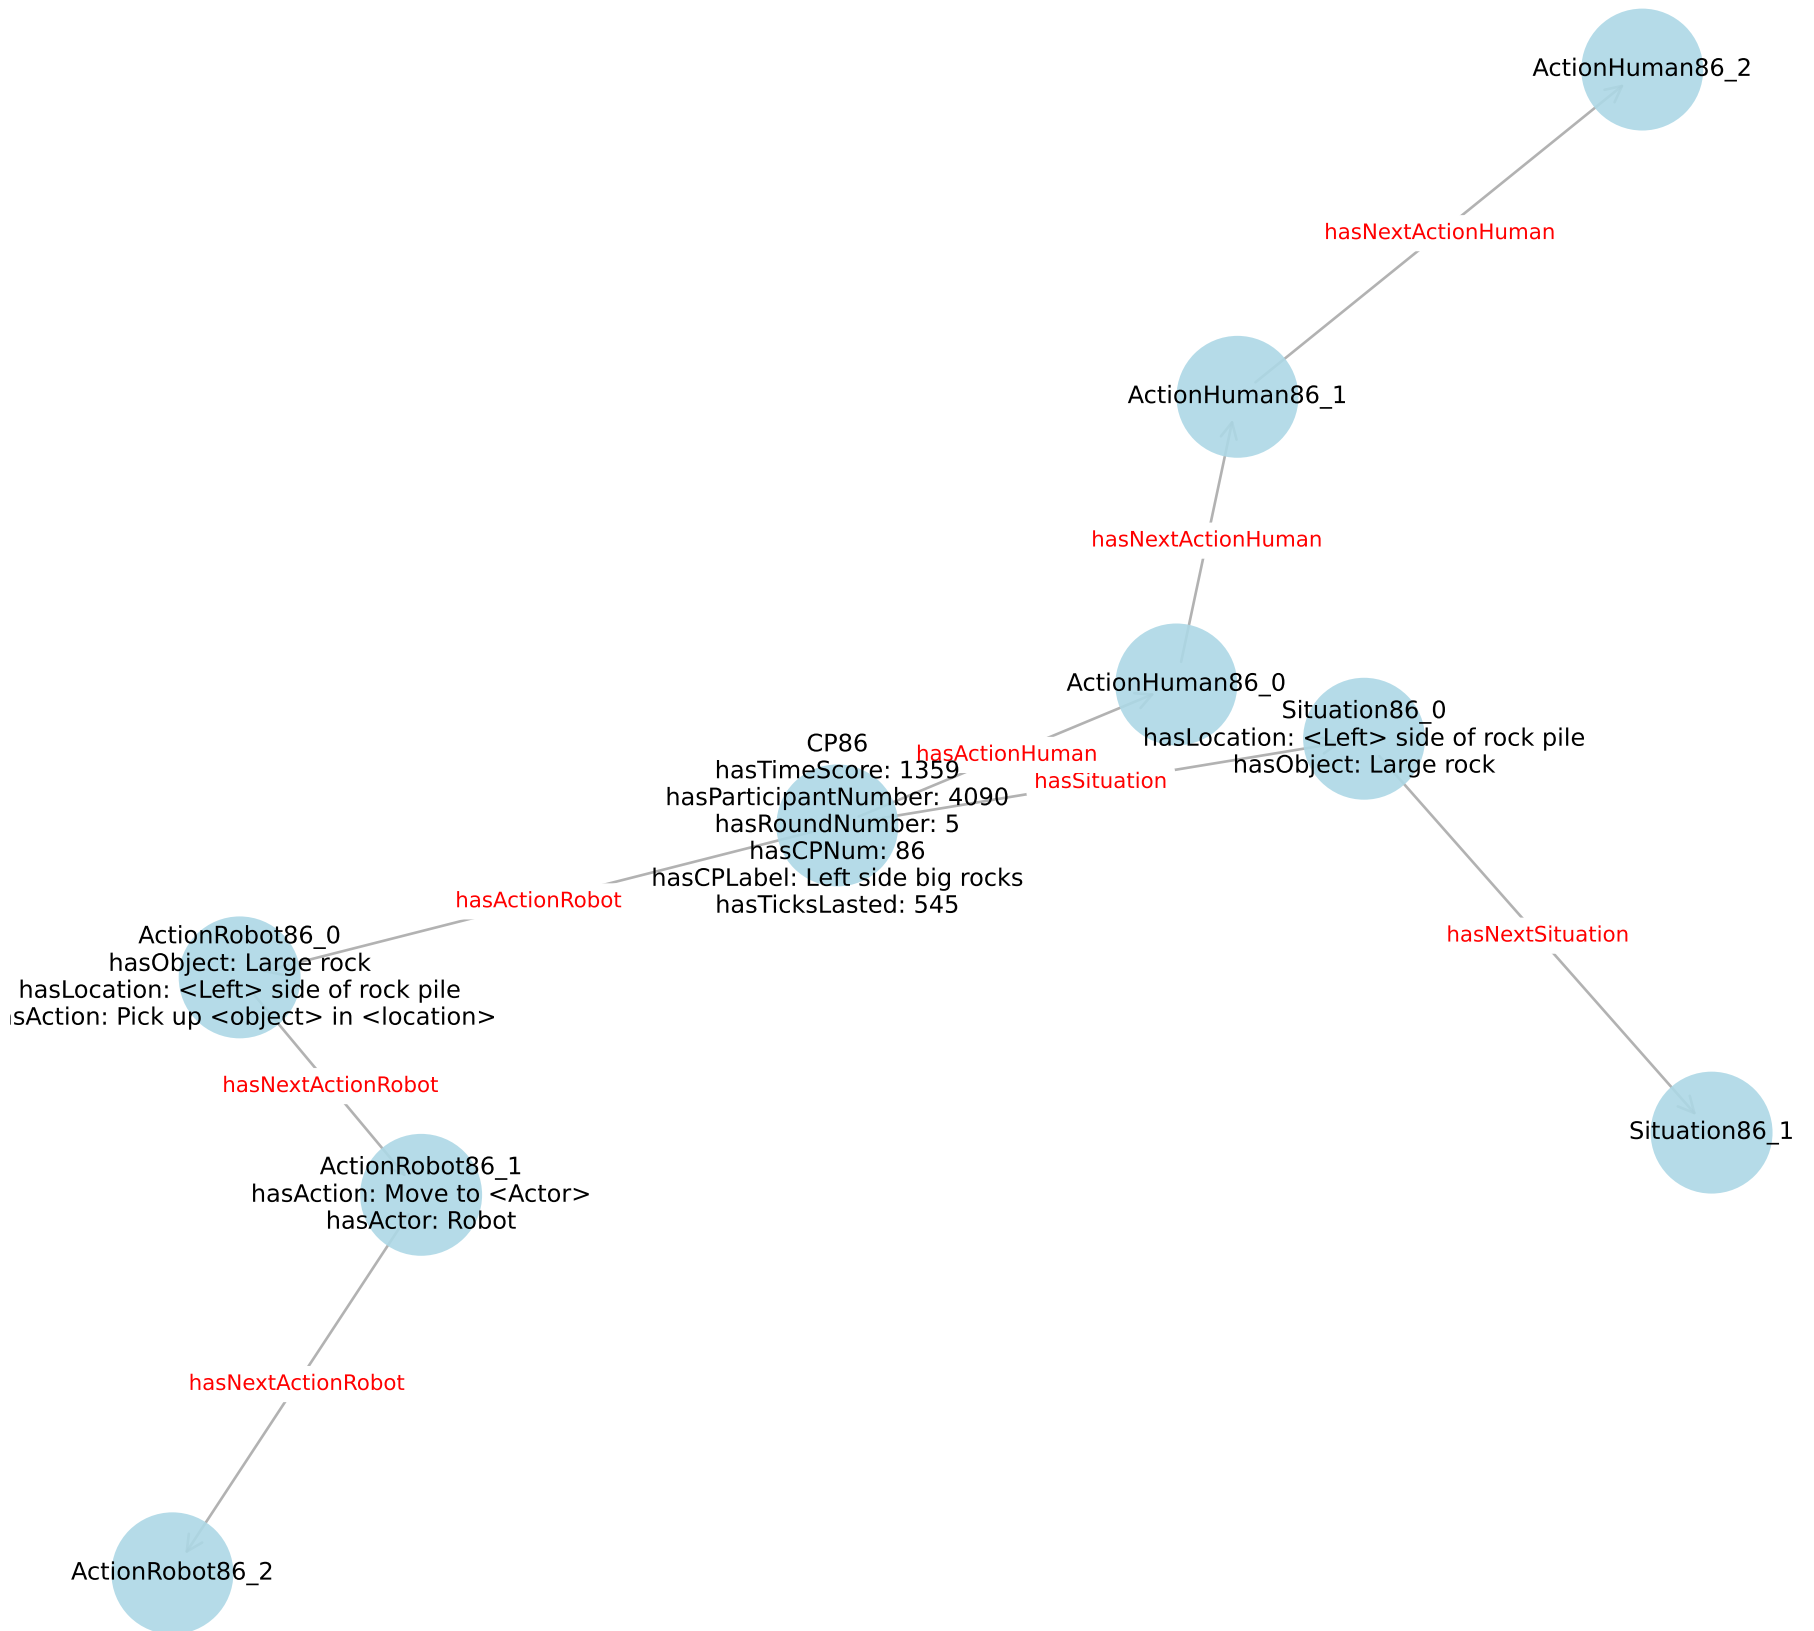 ActionHuman86_2
hasNextActionHuman
ActionHuman86_1
hasNextActionHuman
ActionHuman86_0
Situation86_0
hasLocation: <Left> side of rock pile
hasObject: Large rock
hasActionHuman
hasSituation
CP86
hasTimeScore: 1359
hasParticipantNumber: 4090
hasRoundNumber: 5
hasCPNum: 86
hasCPLabel: Left side big rocks
hasTicksLasted: 545
hasActionRobot
hasNextSituation
ActionRobot86_0
hasObject: Large rock
hasLocation: <Left> side of rock pile
sAction: Pick up <object> in <location>
hasNextActionRobot
Situation86_1
ActionRobot86_1
hasAction: Move to <Actor>
hasActor: Robot
hasNextActionRobot
ActionRobot86_2